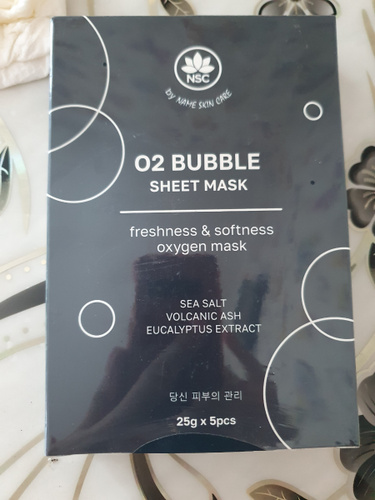 NSC
by NAME SKIN CARE
O2 BUBBLE
SHEET MASK
freshness & softness
oxygen mask
SEA SALT
VOLCANIC ASH
EUCALYPTUS EXTRACT
당신 피부의 관리
25g x 5pcs